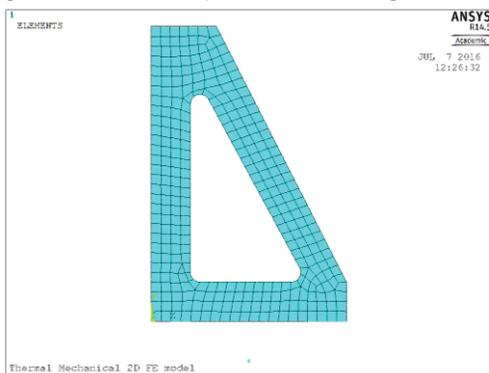 1
ELEMENTS
ANSYS
R14.5
Academic
JUL 7 2016
12:26:32
Thermal Mechanical 2D FE model